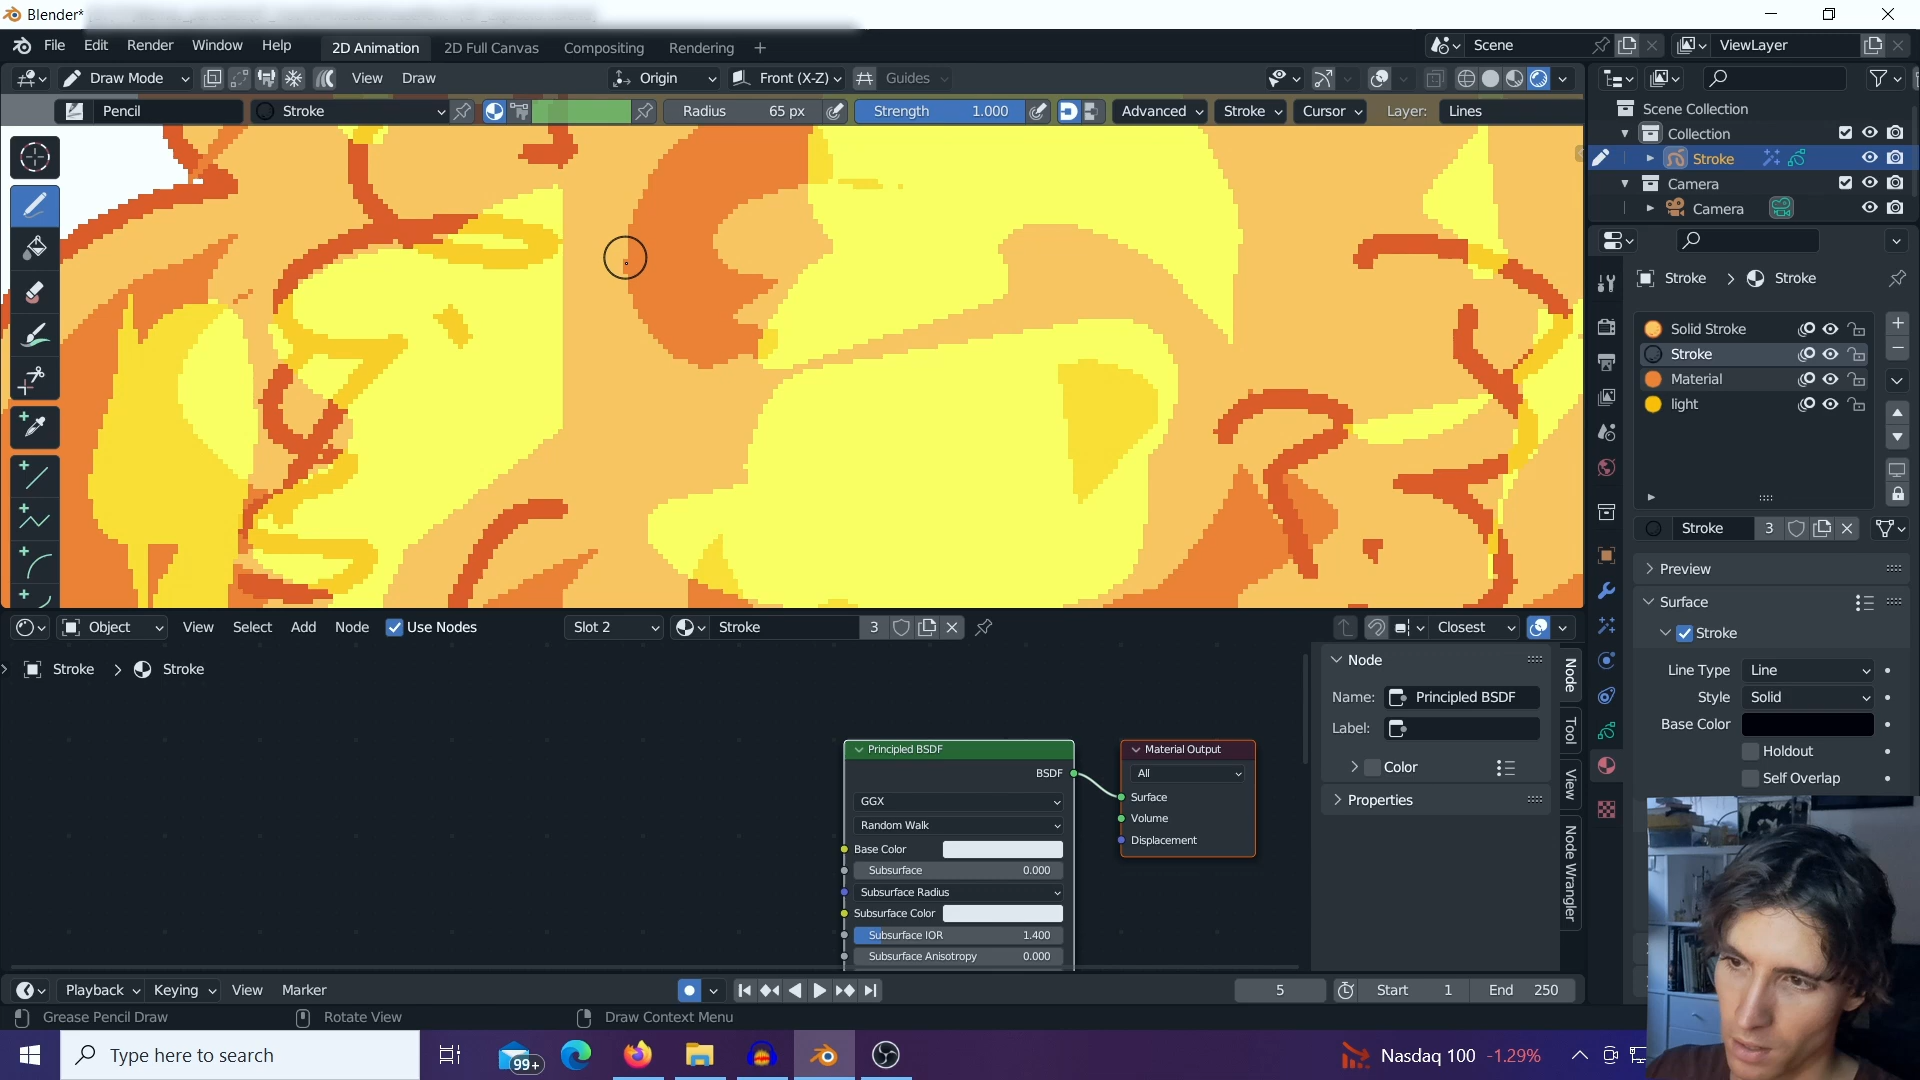 Blender*
File Edit Render Window Help 2D Animation 2D Full Canvas Compositing Rendering + Scene ViewLayer
Draw Mode View Draw Origin Front (X-Z) Guides
Pencil Stroke Radius 65 px Strength 1.000 Advanced Stroke Cursor Layer: Lines
Scene Collection
Collection
Stroke
Camera
Camera
Stroke > Stroke
Solid Stroke
Stroke
Material
light
Stroke 3
Preview
Surface
Stroke
Line Type Line
Style Solid
Base Color
Holdout
Self Overlap
Object View Select Add Node Use Nodes Slot 2 Stroke 3 Closest
Stroke > Stroke
Principled BSDF
BSDF
GGX
Random Walk
Base Color
Subsurface 0.000
Subsurface Radius
Subsurface Color
Subsurface IOR 1.400
Subsurface Anisotropy 0.000
Material Output
All
Surface
Volume
Displacement
Node
Name: Principled BSDF
Label:
Color
Properties
Node
Tool
View
Node Wrangler
Playback Keying View Marker 5 Start 1 End 250
Grease Pencil Draw Rotate View Draw Context Menu
Type here to search 99+ Nasdaq 100 -1.29%